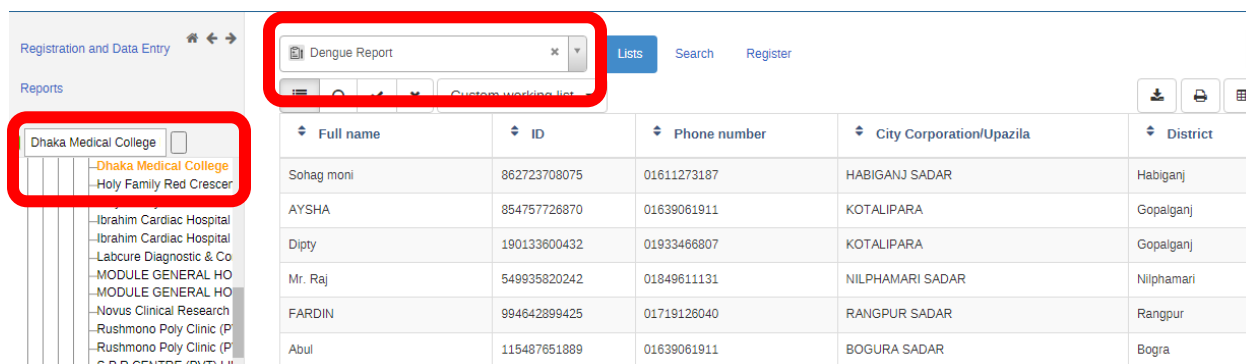 Registration and Data Entry
Reports
Dhaka Medical College
Dhaka Medical College
Holy Family Red Crescen
Ibrahim Cardiac Hospital
Ibrahim Cardiac Hospital
Labcure Diagnostic & Co
MODULE GENERAL HO
MODULE GENERAL HO
Novus Clinical Research
Rushmono Poly Clinic (P
Rushmono Poly Clinic (P
Dengue Report
Lists Search Register
Custom working list
Full name ID Phone number City Corporation/Upazila District
Sohag moni 862723708075 01611273187 HABIGANJ SADAR Habiganj
AYSHA 854757726870 01639061911 KOTALIPARA Gopalganj
Dipty 190133600432 01933466807 KOTALIPARA Gopalganj
Mr. Raj 549935820242 01849611131 NILPHAMARI SADAR Nilphamari
FARDIN 994642899425 01719126040 RANGPUR SADAR Rangpur
Abul 115487651889 01639061911 BOGURA SADAR Bogra